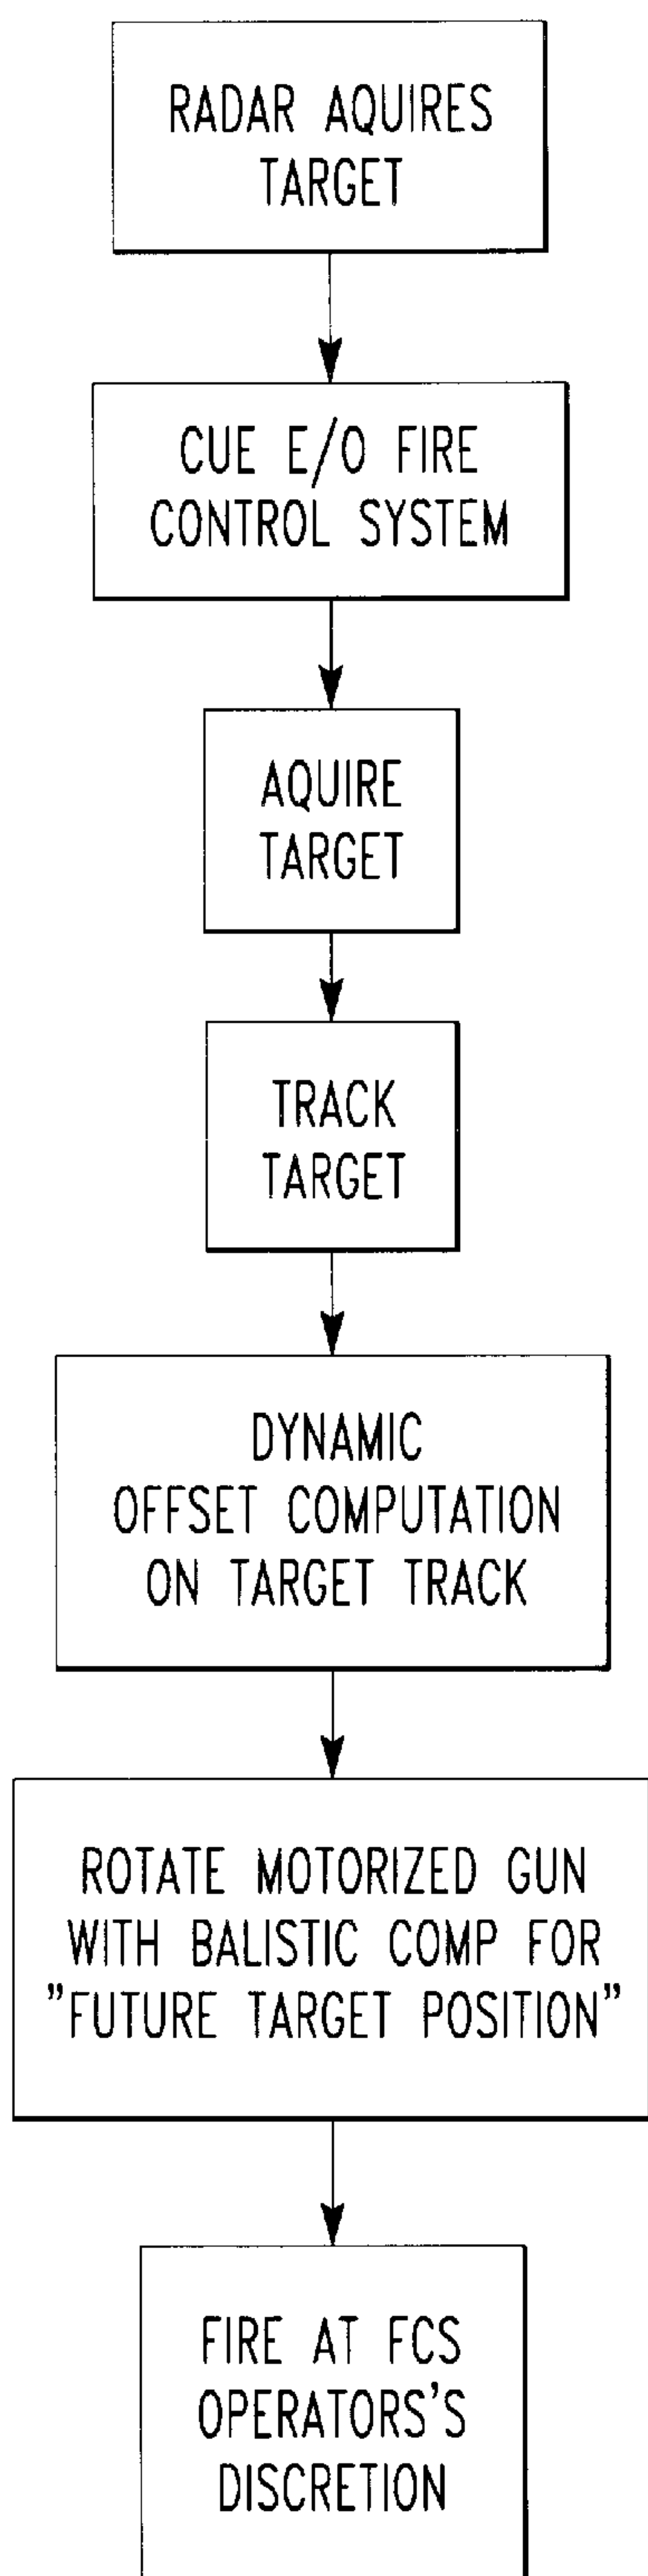 RADAR AQUIRES
TARGET
CUE E/O FIRE
CONTROL SYSTEM
AQUIRE
TARGET
TRACK
TARGET
DYNAMIC
OFFSET COMPUTATION
ON TARGET TRACK
ROTATE MOTORIZED GUN
WITH BALISTIC COMP FOR
"FUTURE TARGET POSITION"
FIRE AT FCS
OPERATORS'S
DISCRETION